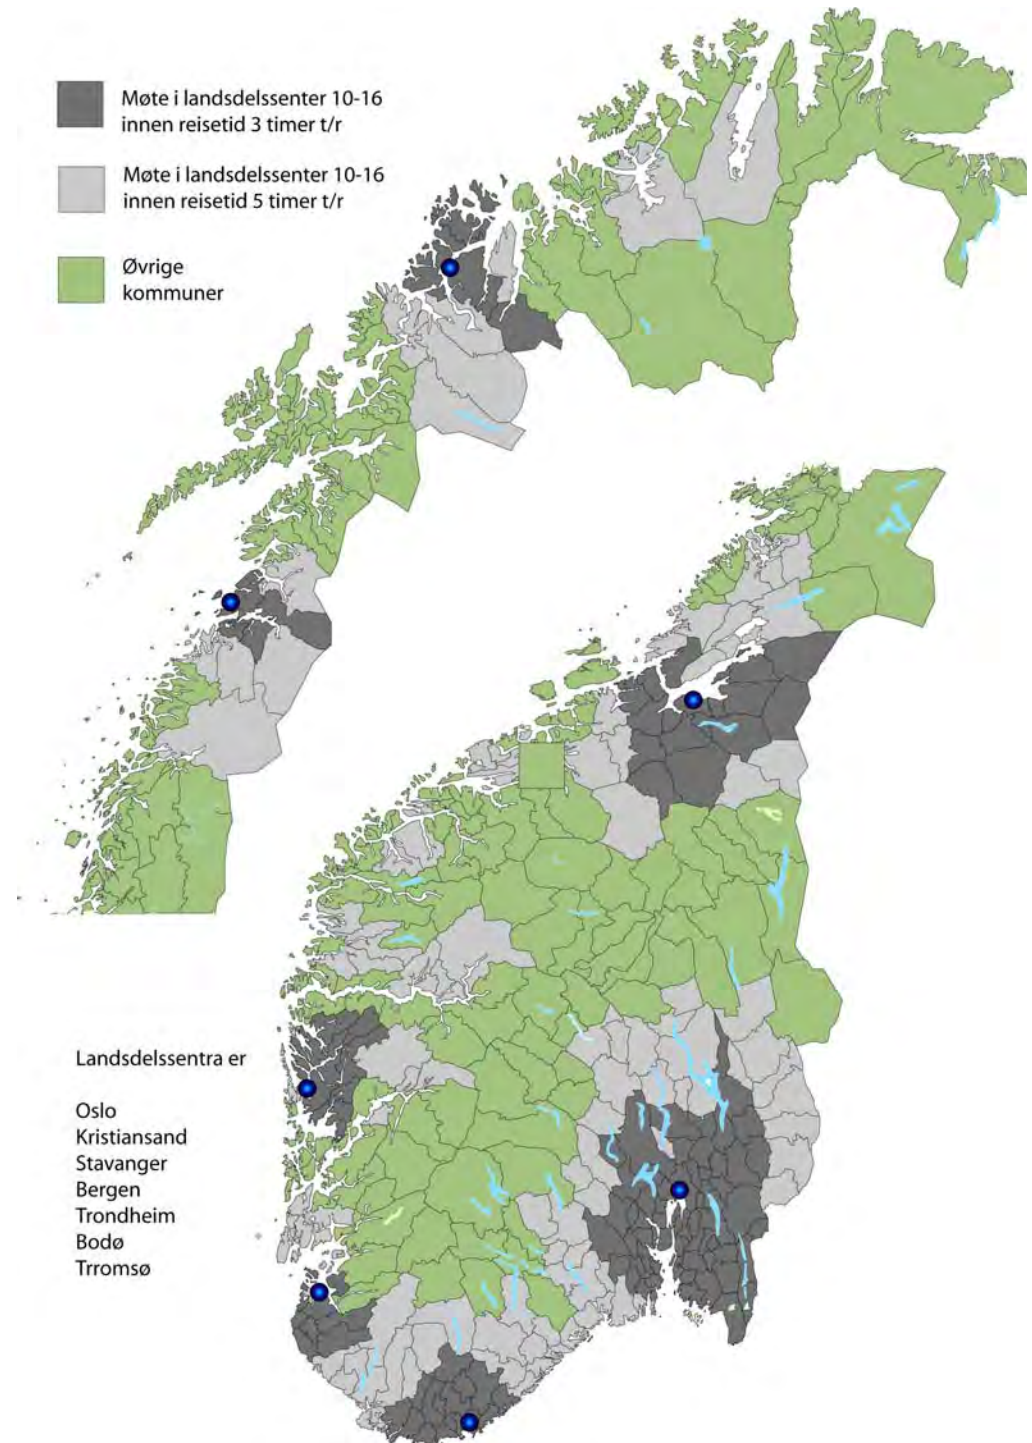 Møte i landsdelssenter 10-16
innen reisetid 3 timer t/r
Møte i landsdelssenter 10-16
innen reisetid 5 timer t/r
Øvrige
kommuner
Landsdelssentra er
Oslo
Kristiansand
Stavanger
Bergen
Trondheim
Bodø
Trromsø